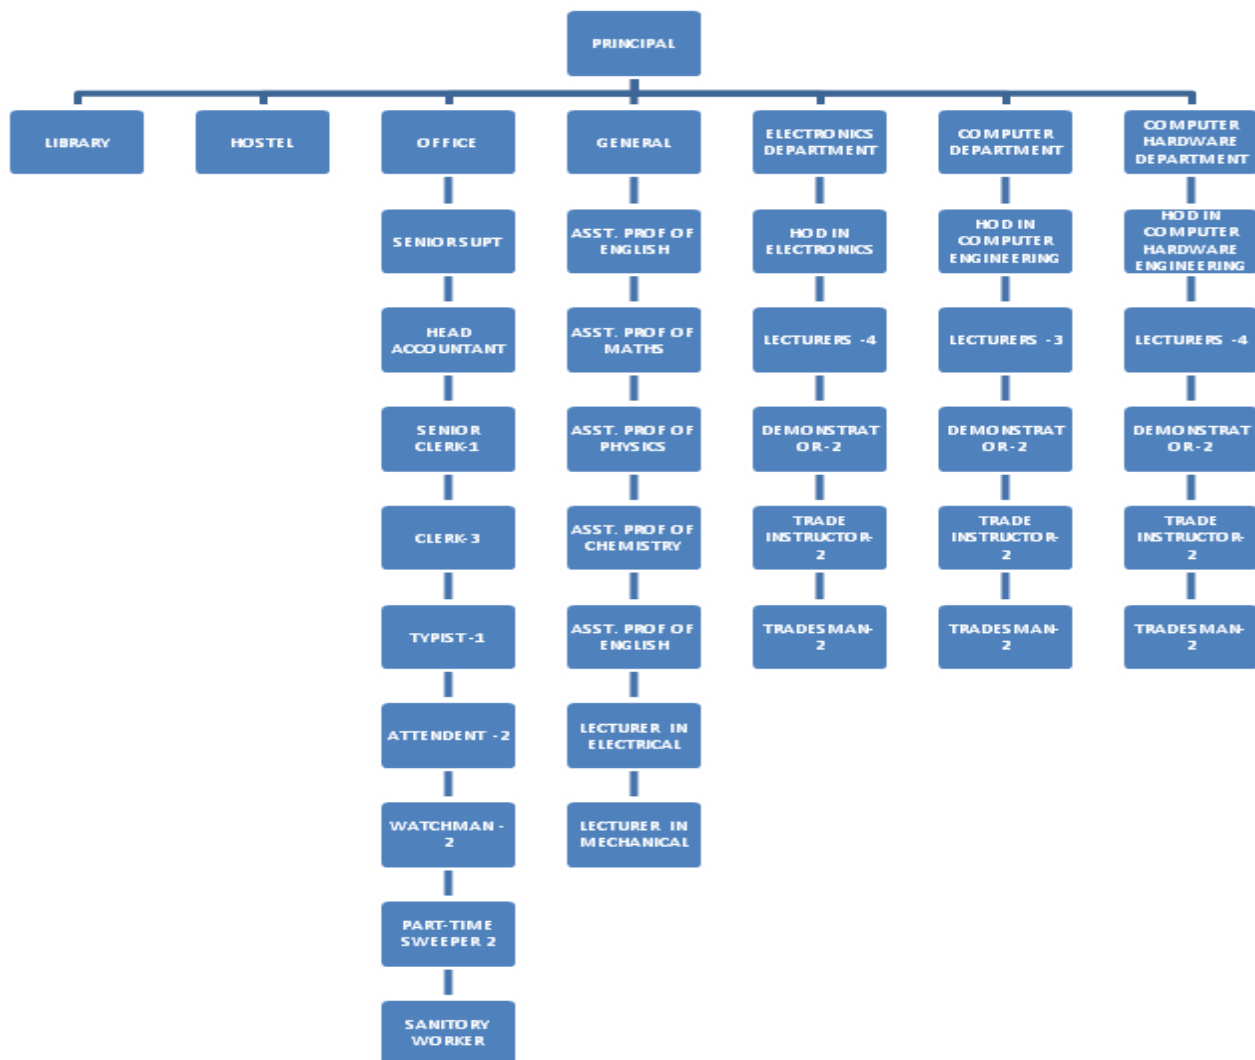 PRINCIPAL
LIBRARY
HOSTEL
OFFICE
GENERAL
ELECTRONICS
DEPARTMENT
COMPUTER
DEPARTMENT
COMPUTER
HARDWARE
DEPARTMENT
SENIOR SUPT
ASST. PROF OF
ENGLISH
HOD IN
ELECTRONICS
HOD IN
COMPUTER
ENGINEERING
HOD IN
COMPUTER
HARDWARE
ENGINEERING
HEAD
ACCOUNTANT
ASST. PROF OF
MATHS
LECTURERS -4
LECTURERS -3
LECTURERS -4
SENIOR
CLERK-1
ASST. PROF OF
PHYSICS
DEMONSTRAT
OR-2
DEMONSTRAT
OR-2
DEMONSTRAT
OR-2
CLERK-3
ASST. PROF OF
CHEMISTRY
TRADE
INSTRUCTOR-
2
TRADE
INSTRUCTOR-
2
TRADE
INSTRUCTOR-
2
TYPIST-1
ASST. PROF OF
ENGLISH
TRADESMAN-
2
TRADESMAN-
2
TRADESMAN-
2
ATTENDENT -2
LECTURER IN
ELECTRICAL
WATCHMAN -
2
LECTURER IN
MECHANICAL
PART-TIME
SWEEPER 2
SANITORY
WORKER